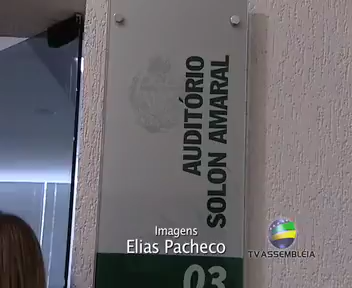 AUDITÓRIO
SOLON AMARAL
03
Imagens
Elias Pacheco
TV ASSEMBLEIA